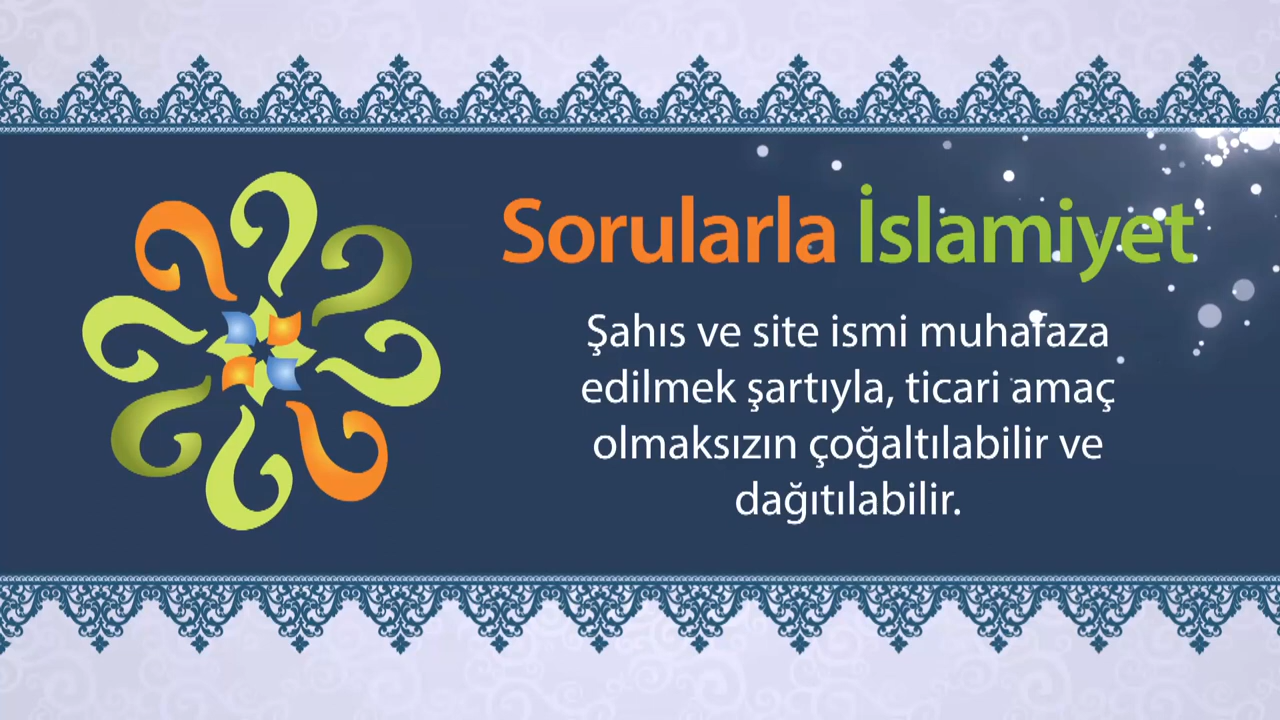 Sorularla İslamiyet
Şahıs ve site ismi muhafaza
edilmek şartıyla, ticari amaç
olmaksızın çoğaltılabilir ve
dağıtılabilir.